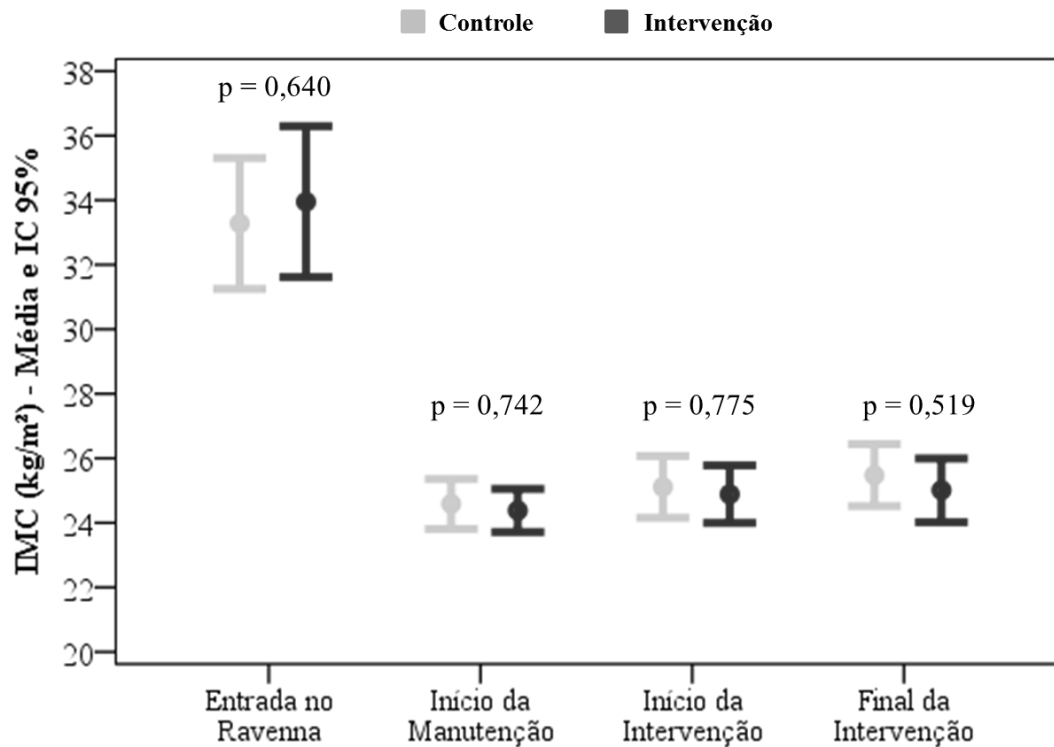 Controle
Intervenção
IMC (kg/m²) - Média e IC 95%
38
36
34
32
30
28
26
24
22
20
p = 0,640
p = 0,742
p = 0,775
p = 0,519
Entrada no
Ravenna
Início da
Manutenção
Início da
Intervenção
Final da
Intervenção